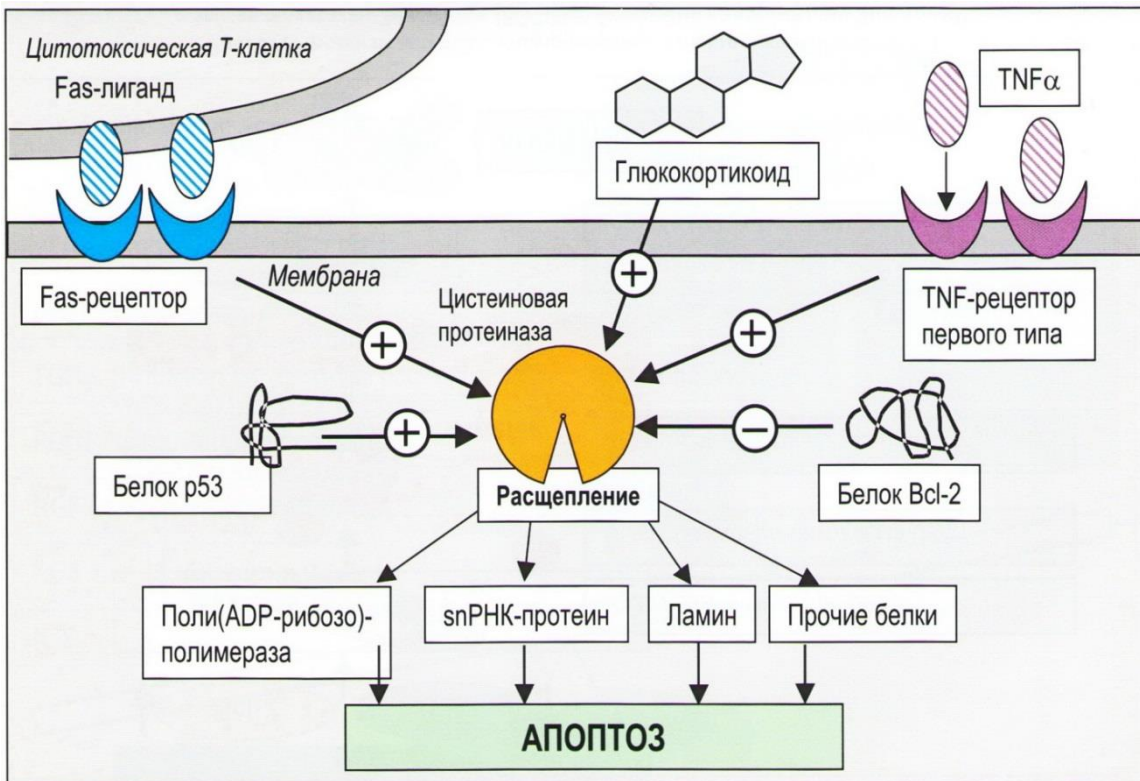 Цитотоксическая Т-клетка
Fas-лиганд
TNFα
Глюкокортикоид
Мембрана
Fas-рецептор
Цистеиновая
протеиназа
TNF-рецептор
первого типа
+
+
+
+
−
Белок p53
Расщепление
Белок Bcl-2
Поли(ADP-рибозо)-
полимераза
snРНК-протеин
Ламин
Прочие белки
АПОПТОЗ